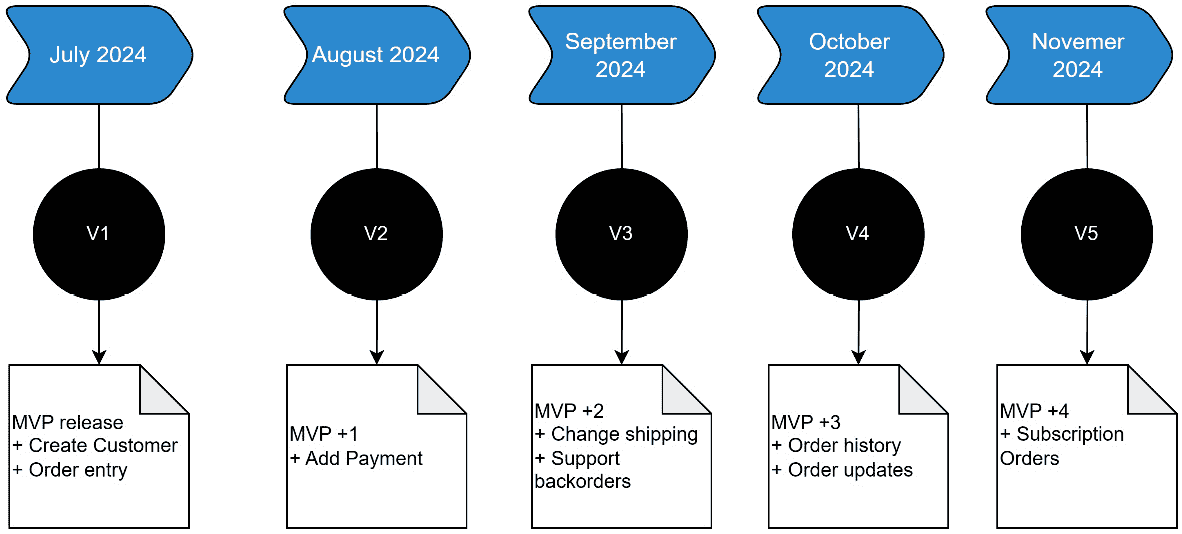 July 2024
August 2024
September
2024
October
2024
Novemer
2024
V1
V2
V3
V4
V5
MVP release
+ Create Customer
+ Order entry
MVP +1
+ Add Payment
MVP +2
+ Change shipping
+ Support
backorders
MVP +3
+ Order history
+ Order updates
MVP +4
+ Subscription
Orders